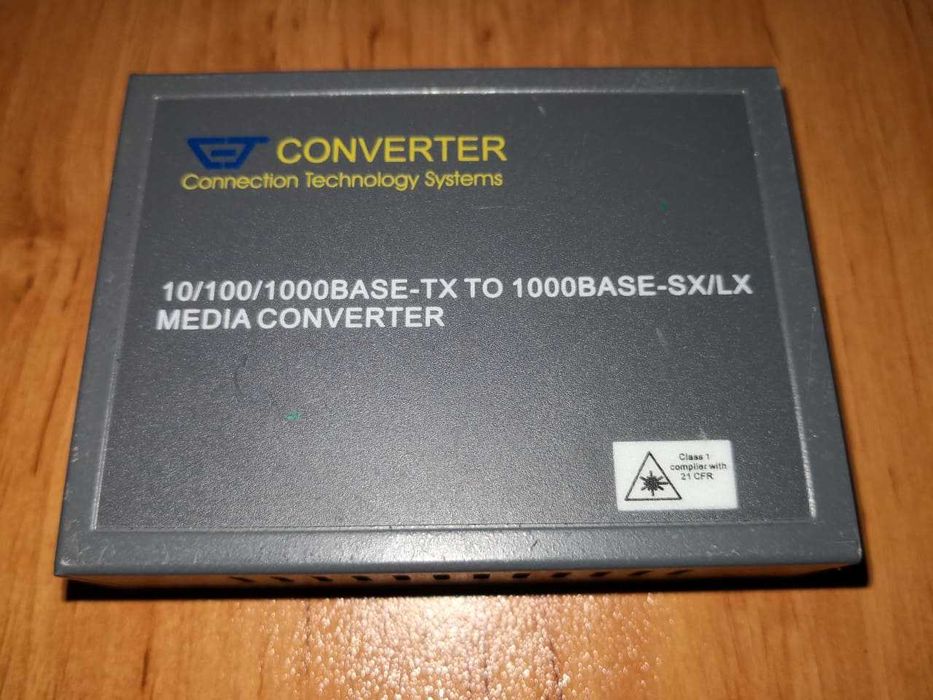 CTS CONVERTER
Connection Technology Systems
10/100/1000BASE-TX TO 1000BASE-SX/LX
MEDIA CONVERTER
Class 1
complier with
21 CFR